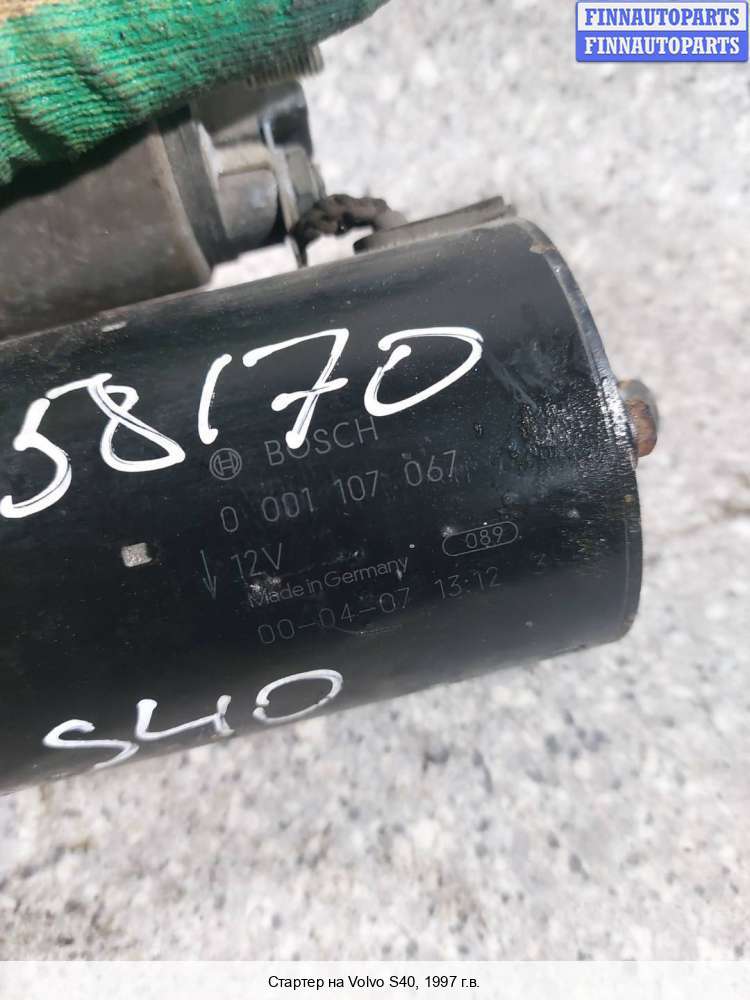 FINNAUTOPARTS
FINNAUTOPARTS
58170
BOSCH
0 001 107 067
12V
089
Made in Germany
00-04-07 13:12
S40
Стартер на Volvo S40, 1997 г.в.